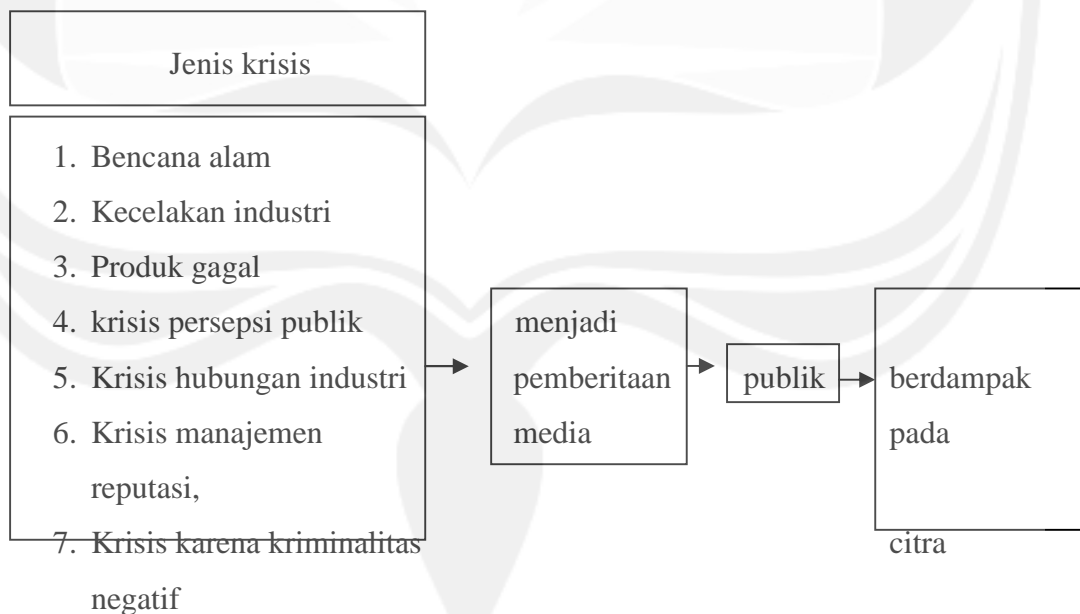 Jenis krisis
1. Bencana alam
2. Kecelakan industri
3. Produk gagal
4. krisis persepsi publik
5. Krisis hubungan industri
6. Krisis manajemen
reputasi,
7. Krisis karena kriminalitas
negatif
menjadi
pemberitaan
media
publik
berdampak
pada
citra